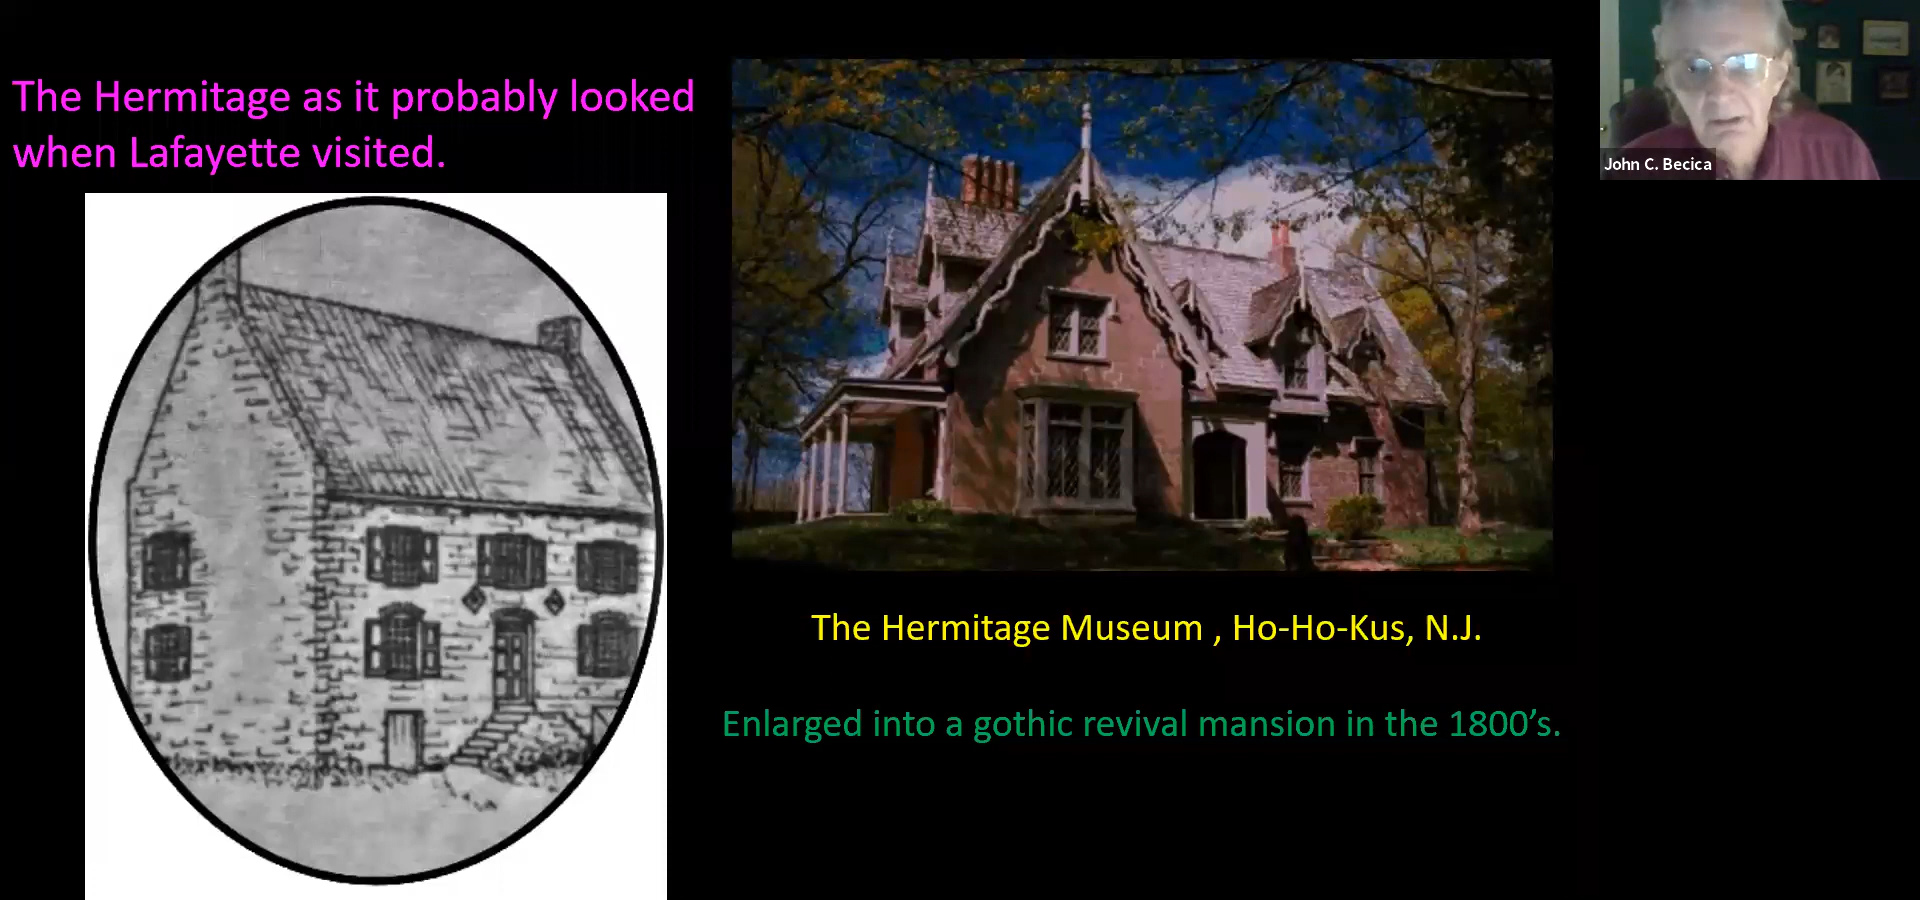 The Hermitage as it probably looked
when Lafayette visited.
John C. Becica
The Hermitage Museum , Ho-Ho-Kus, N.J.
Enlarged into a gothic revival mansion in the 1800’s.